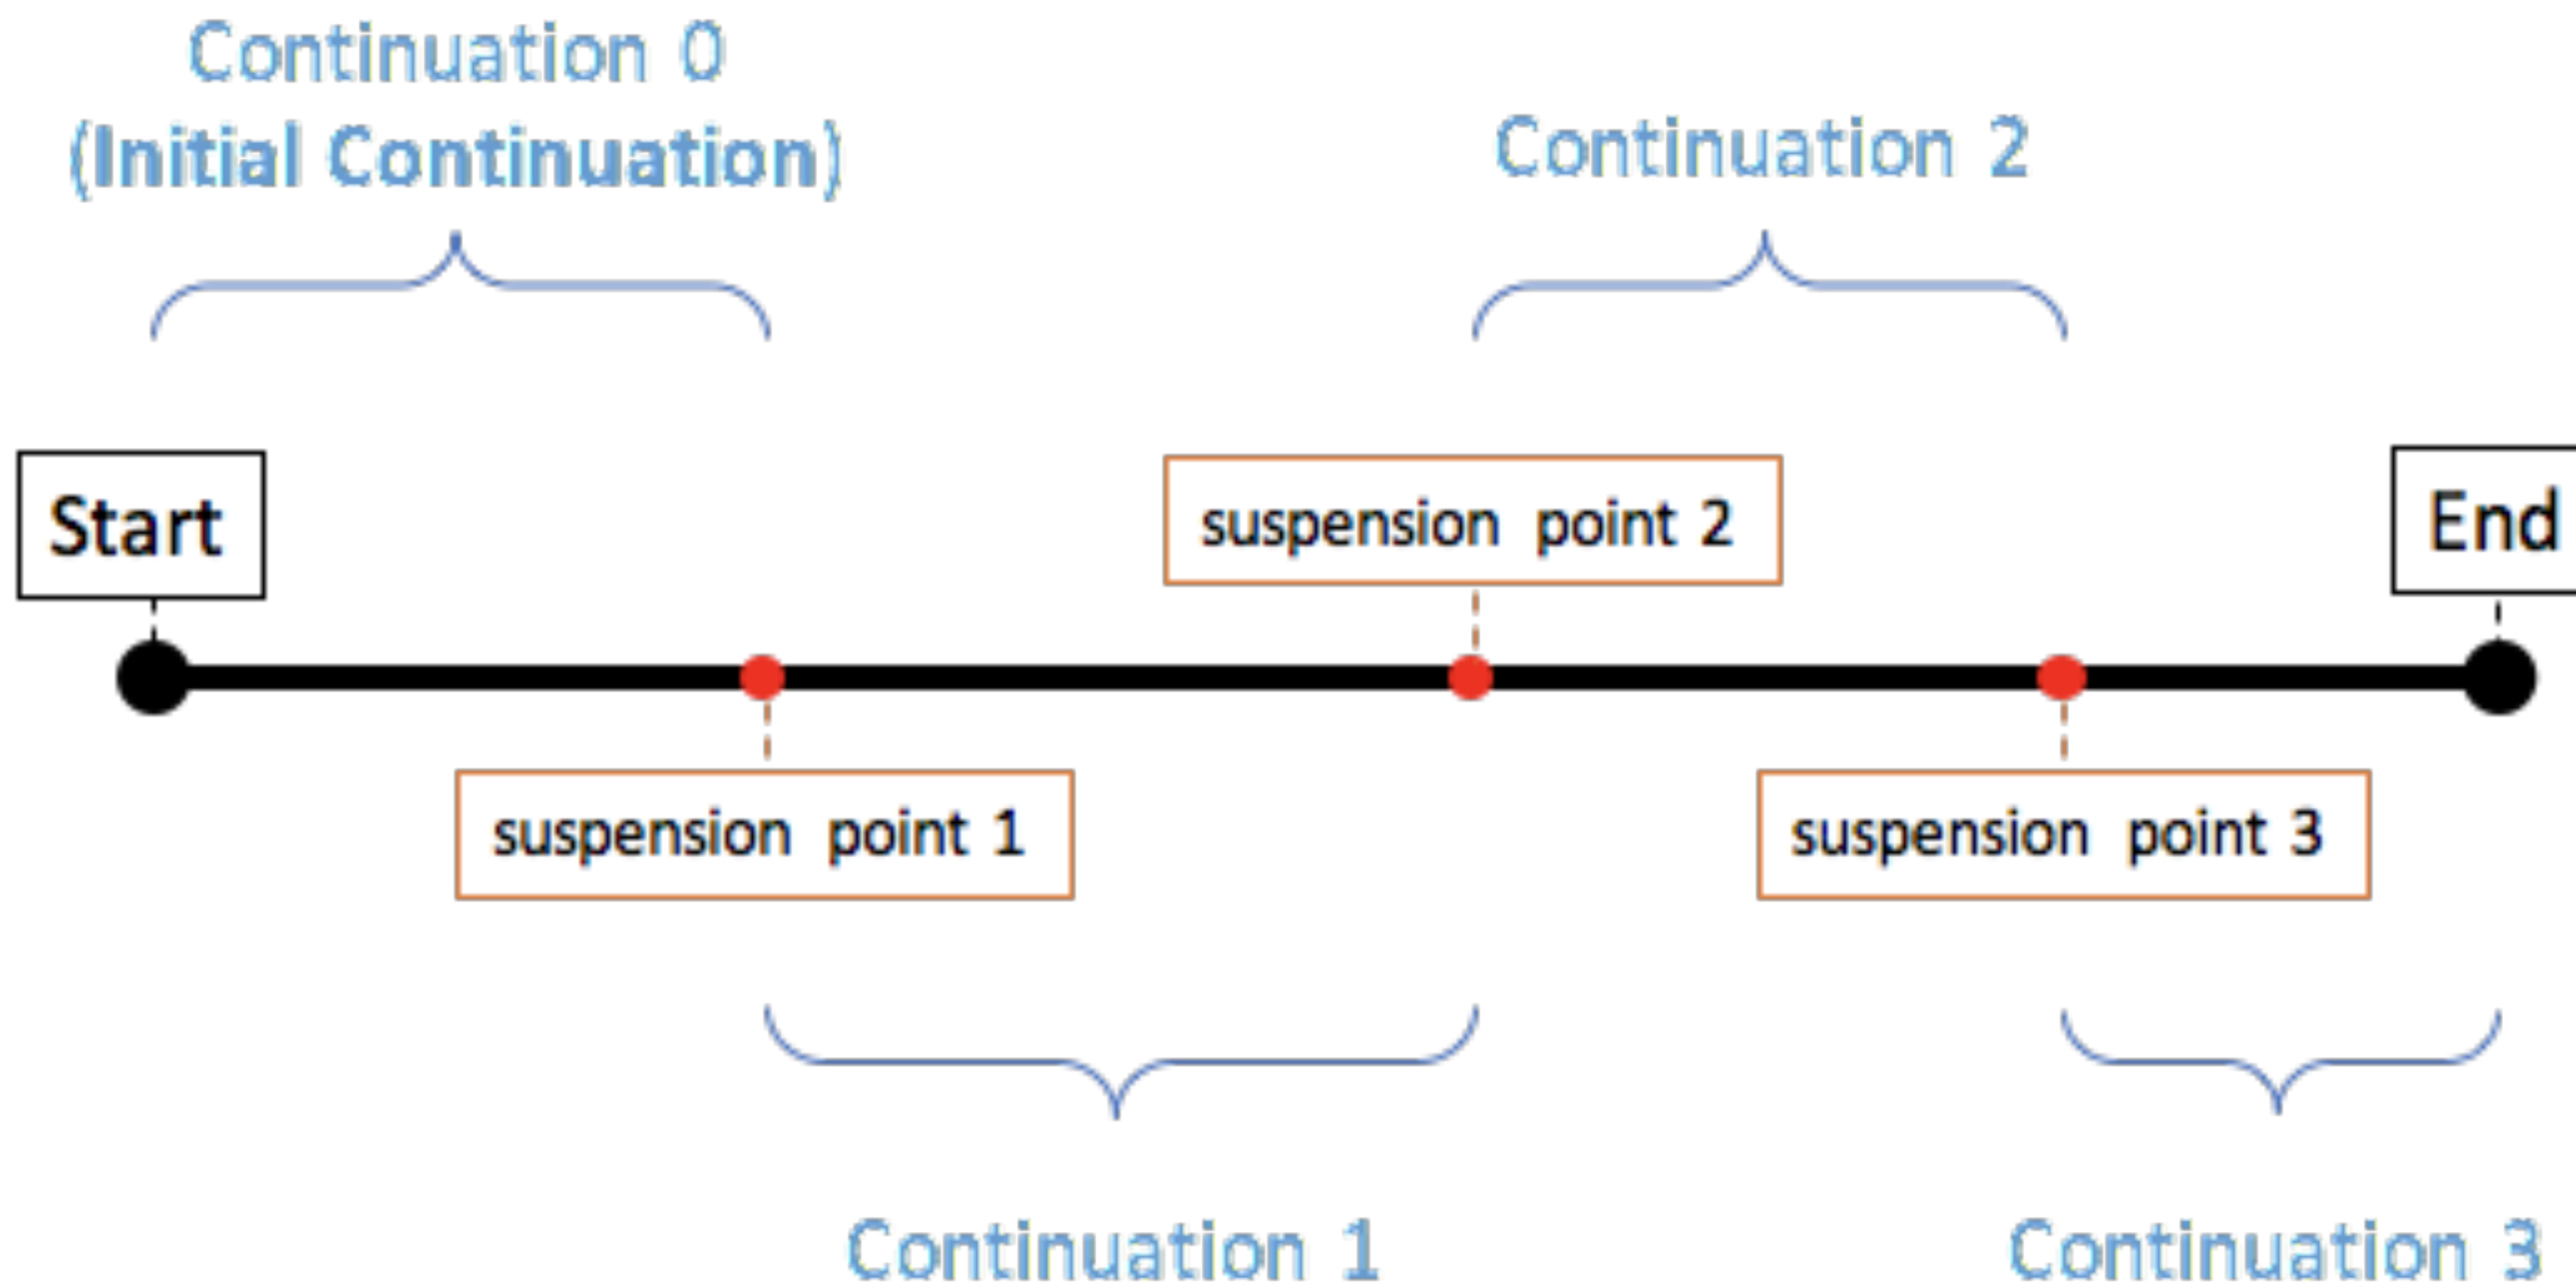 Continuation 0
(Initial Continuation)
Continuation 2
Start
suspension point 2
End
suspension point 1
suspension point 3
Continuation 1
Continuation 3